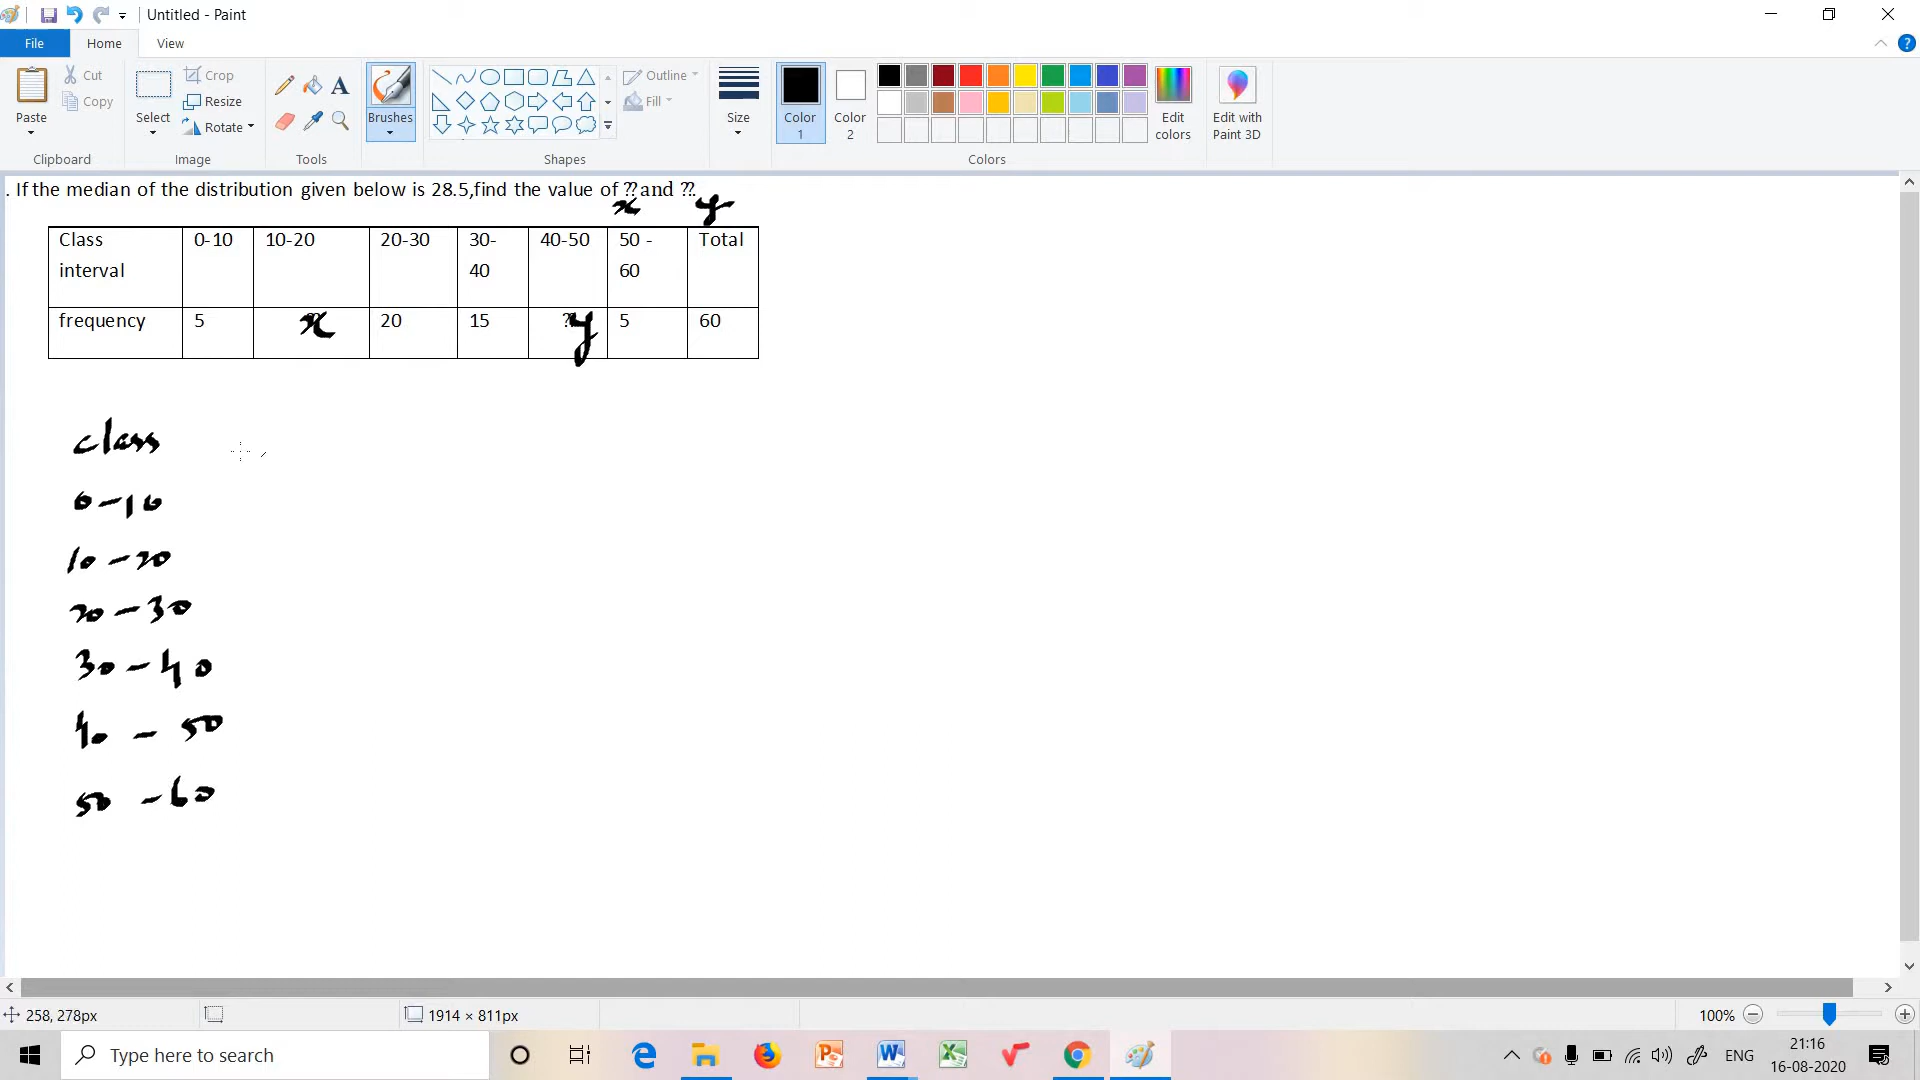 Untitled - Paint
File Home View
Paste Cut Copy Select Crop Resize Rotate Brushes Outline Fill Size Color 1 Color 2 Edit colors Edit with Paint 3D
Clipboard Image Tools Shapes Colors
. If the median of the distribution given below is 28.5,find the value of ⁇ and ⁇.
x y
Class interval 0-10 10-20 20-30 30-40 40-50 50 - 60 Total
frequency 5 x 20 15 y 5 60
class
0-10
10-20
20-30
30-40
40-50
50-60
258, 278px 1914 × 811px 100%
Type here to search ENG 21:16
16-08-2020